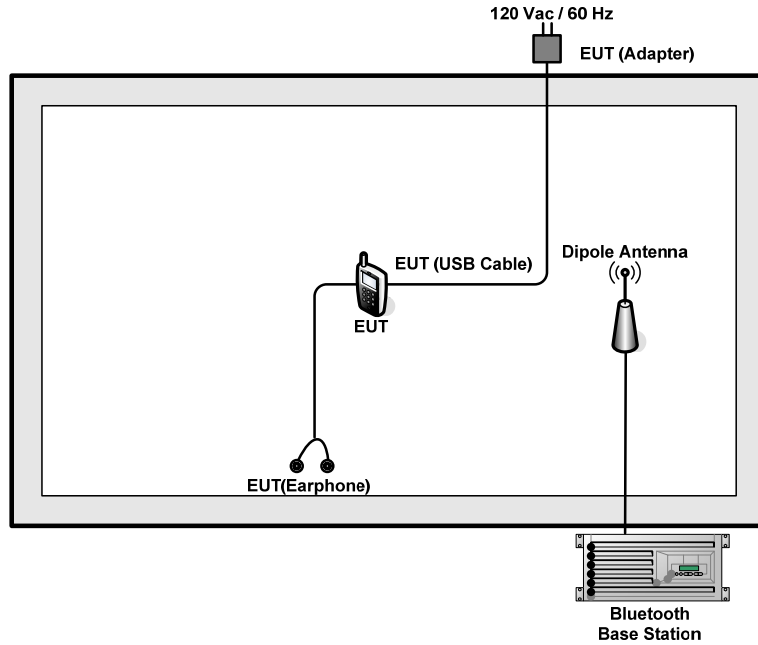 120 Vac / 60 Hz
EUT (Adapter)
EUT (USB Cable)
Dipole Antenna
EUT
EUT(Earphone)
Bluetooth
Base Station